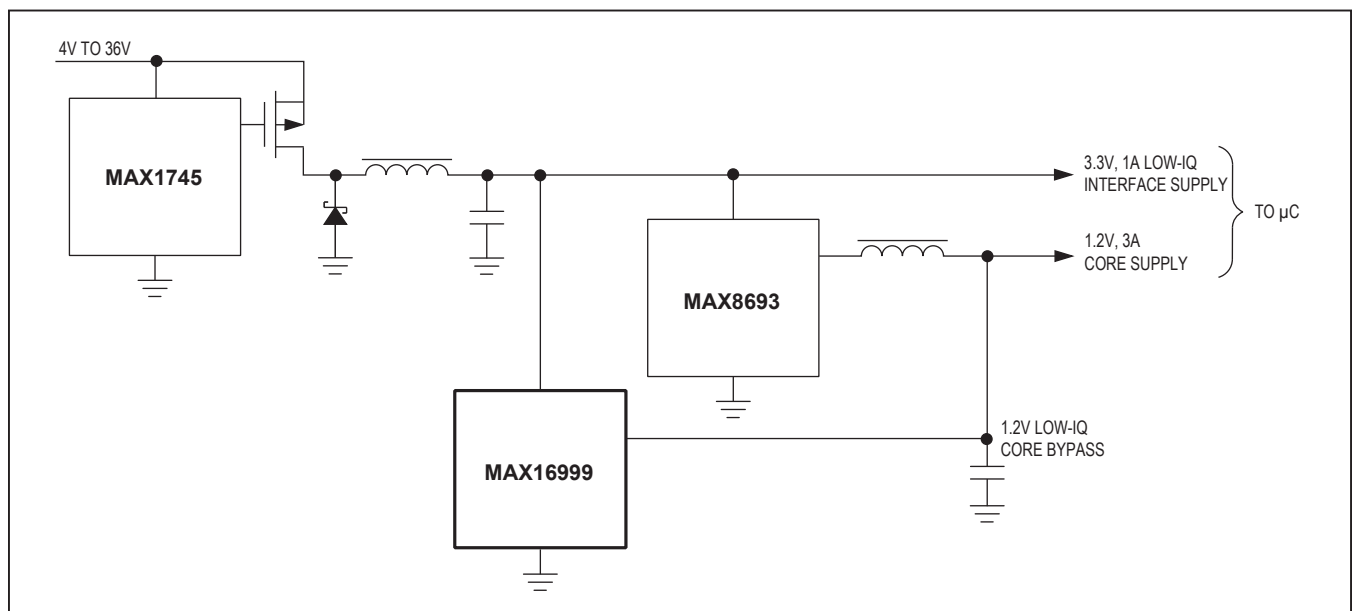 4V TO 36V
MAX1745
3.3V, 1A LOW-IQ
INTERFACE SUPPLY
TO µC
1.2V, 3A
CORE SUPPLY
MAX8693
1.2V LOW-IQ
CORE BYPASS
MAX16999